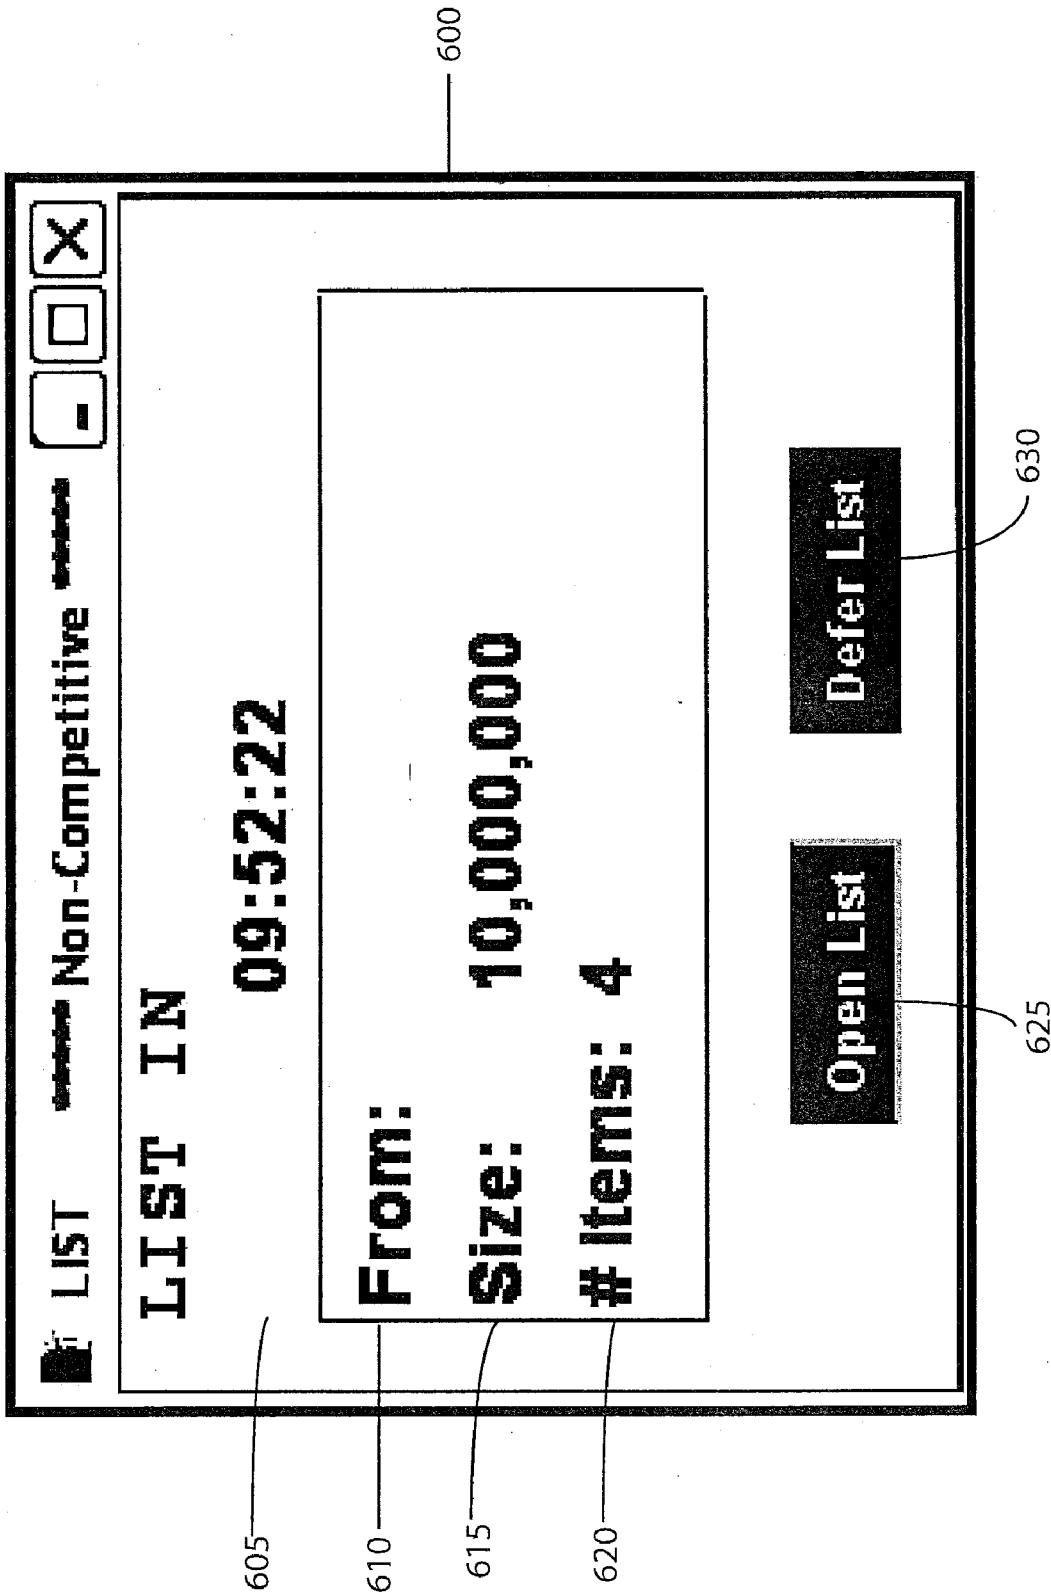 600
LIST ***** Non-Competitive *****
LIST IN
09:52:22
605
610
From:
615
Size: 10,000,000
620
# Items: 4
Open List
Defer List
625
630